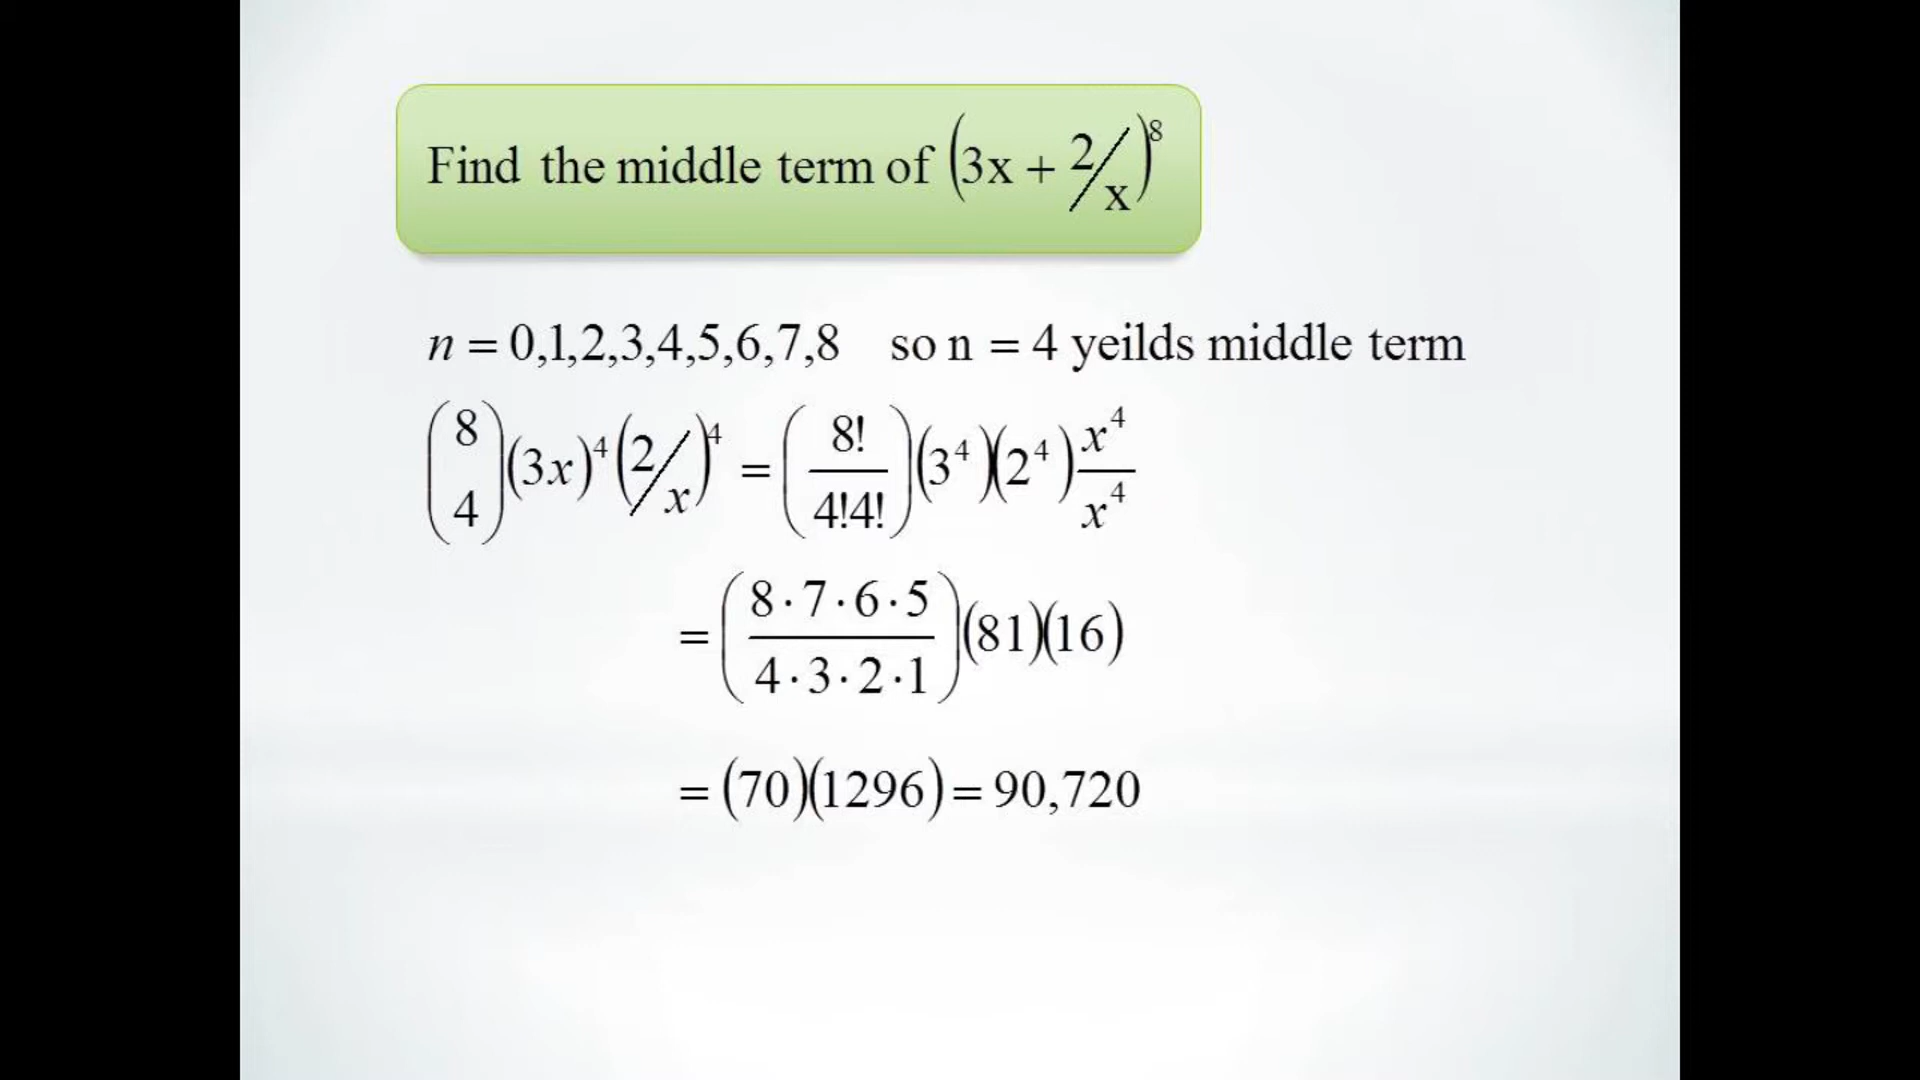 Find the middle term of (3x + 2/x)^8
n = 0,1,2,3,4,5,6,7,8 so n = 4 yeilds middle term
(8 4)(3x)^4(2/x)^4 = (8!/4!4!)(3^4)(2^4) x^4/x^4
= (8·7·6·5/4·3·2·1)(81)(16)
= (70)(1296) = 90,720